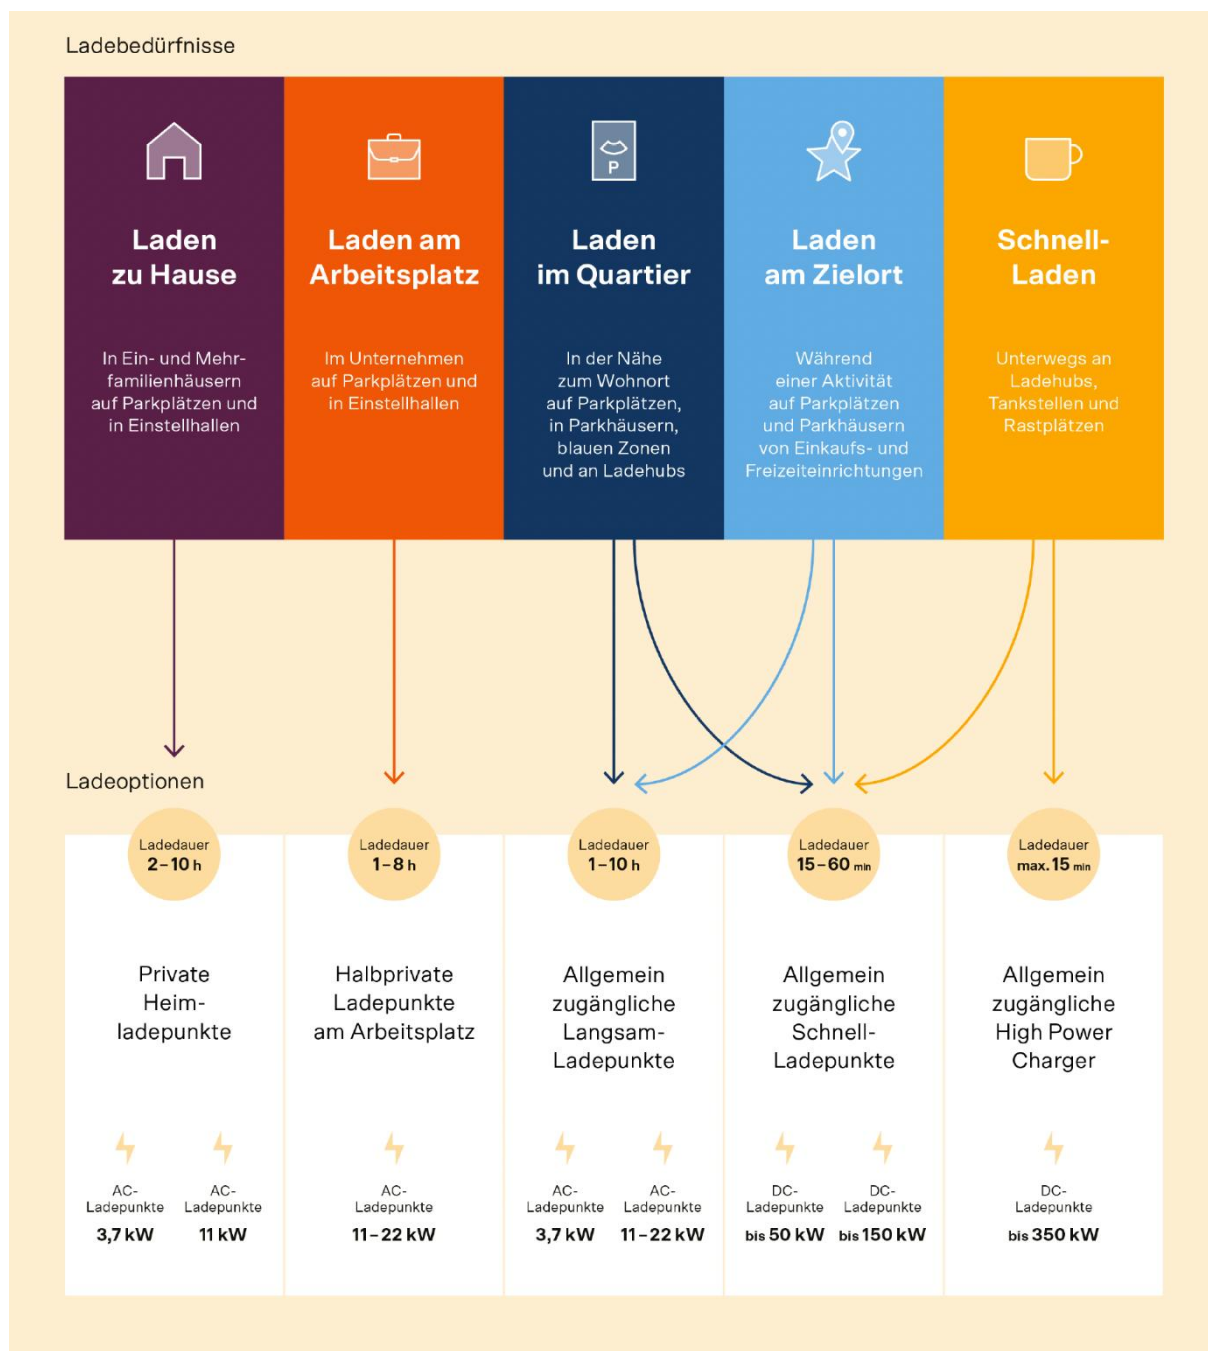 Ladebedürfnisse
Laden
zu Hause
In Ein- und Mehr-
familienhäusern
auf Parkplätzen und
in Einstellhallen
Laden am
Arbeitsplatz
Im Unternehmen
auf Parkplätzen und
in Einstellhallen
P
Laden
im Quartier
In der Nähe
zum Wohnort
auf Parkplätzen,
in Parkhäusern,
blauen Zonen
und an Ladehubs
Laden
am Zielort
Während
einer Aktivität
auf Parkplätzen
und Parkhäusern
von Einkaufs- und
Freizeiteinrichtungen
Schnell-
Laden
Unterwegs an
Ladehubs,
Tankstellen und
Rastplätzen
Ladeoptionen
Ladedauer
2–10 h
Private
Heim-
ladepunkte
AC-
Ladepunkte
3,7 kW
AC-
Ladepunkte
11 kW
Ladedauer
1–8 h
Halbprivate
Ladepunkte
am Arbeitsplatz
AC-
Ladepunkte
11–22 kW
Ladedauer
1–10 h
Allgemein
zugängliche
Langsam-
Ladepunkte
AC-
Ladepunkte
3,7 kW
AC-
Ladepunkte
11–22 kW
Ladedauer
15–60 min
Allgemein
zugängliche
Schnell-
Ladepunkte
DC-
Ladepunkte
bis 50 kW
DC-
Ladepunkte
bis 150 kW
Ladedauer
max. 15 min
Allgemein
zugängliche
High Power
Charger
DC-
Ladepunkte
bis 350 kW